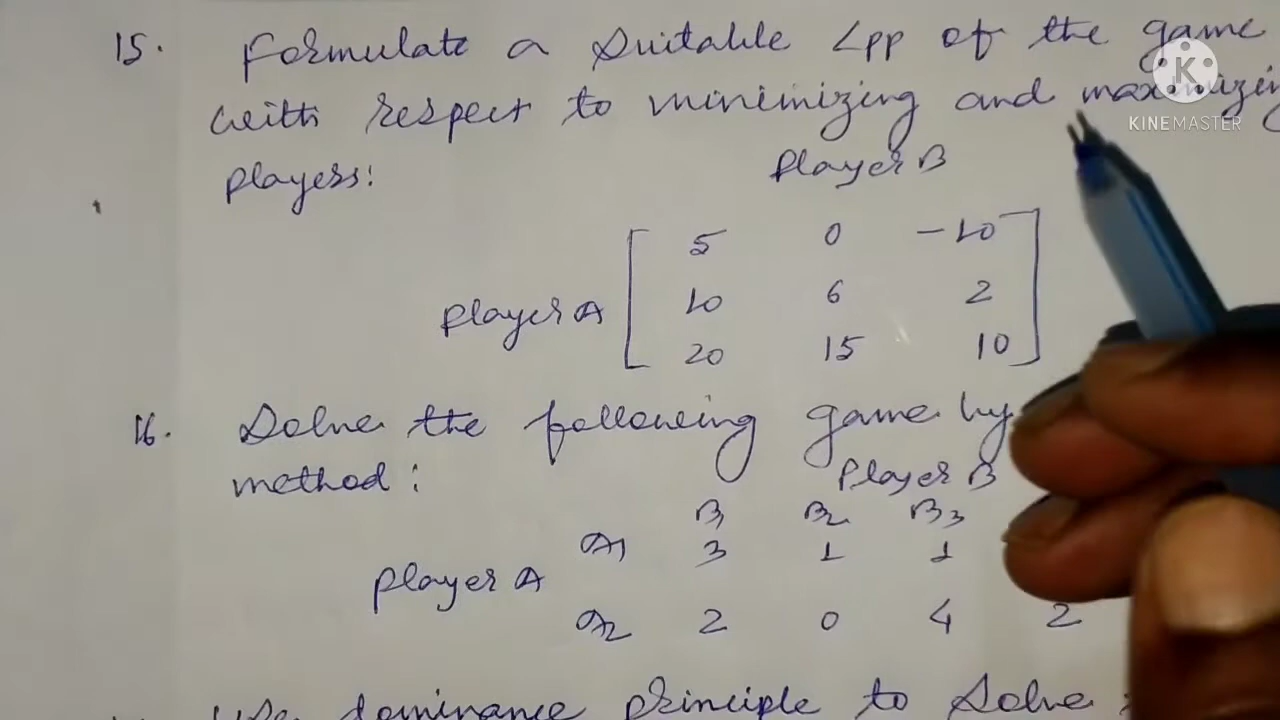 15. Formulate a suitable Lpp of the game
with respect to minimizing and maximizing
players:
Player B
5 0 -10
Player A 10 6 2
20 15 10
16. Solve the following game by
method:
Player B
B1 B2 B3
A1 3 1 1
Player A
A2 2 0 4 2
Use dominance principle to solve
K
KINEMASTER